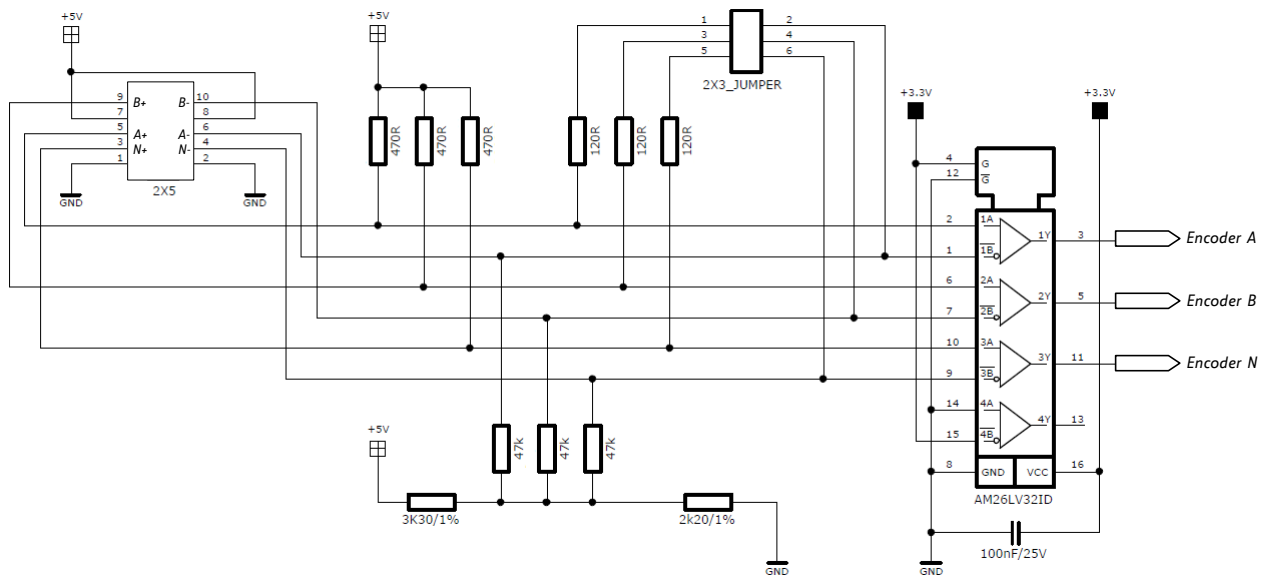 +5V
+5V
1
2
3
4
5
6
2X3_JUMPER
+3.3V
+3.3V
9
B+
B-
10
7
8
5
A+
A-
6
3
N+
N-
4
1
2
2X5
GND
GND
470R
470R
470R
120R
120R
120R
4
G
12
G
2
1A
1Y
3
Encoder A
1
1B
6
2A
2Y
5
Encoder B
7
2B
10
3A
3Y
11
Encoder N
9
3B
14
4A
4Y
13
15
4B
8
GND
VCC
16
AM26LV32ID
+5V
47k
47k
47k
3K30/1%
2k20/1%
GND
100nF/25V
GND